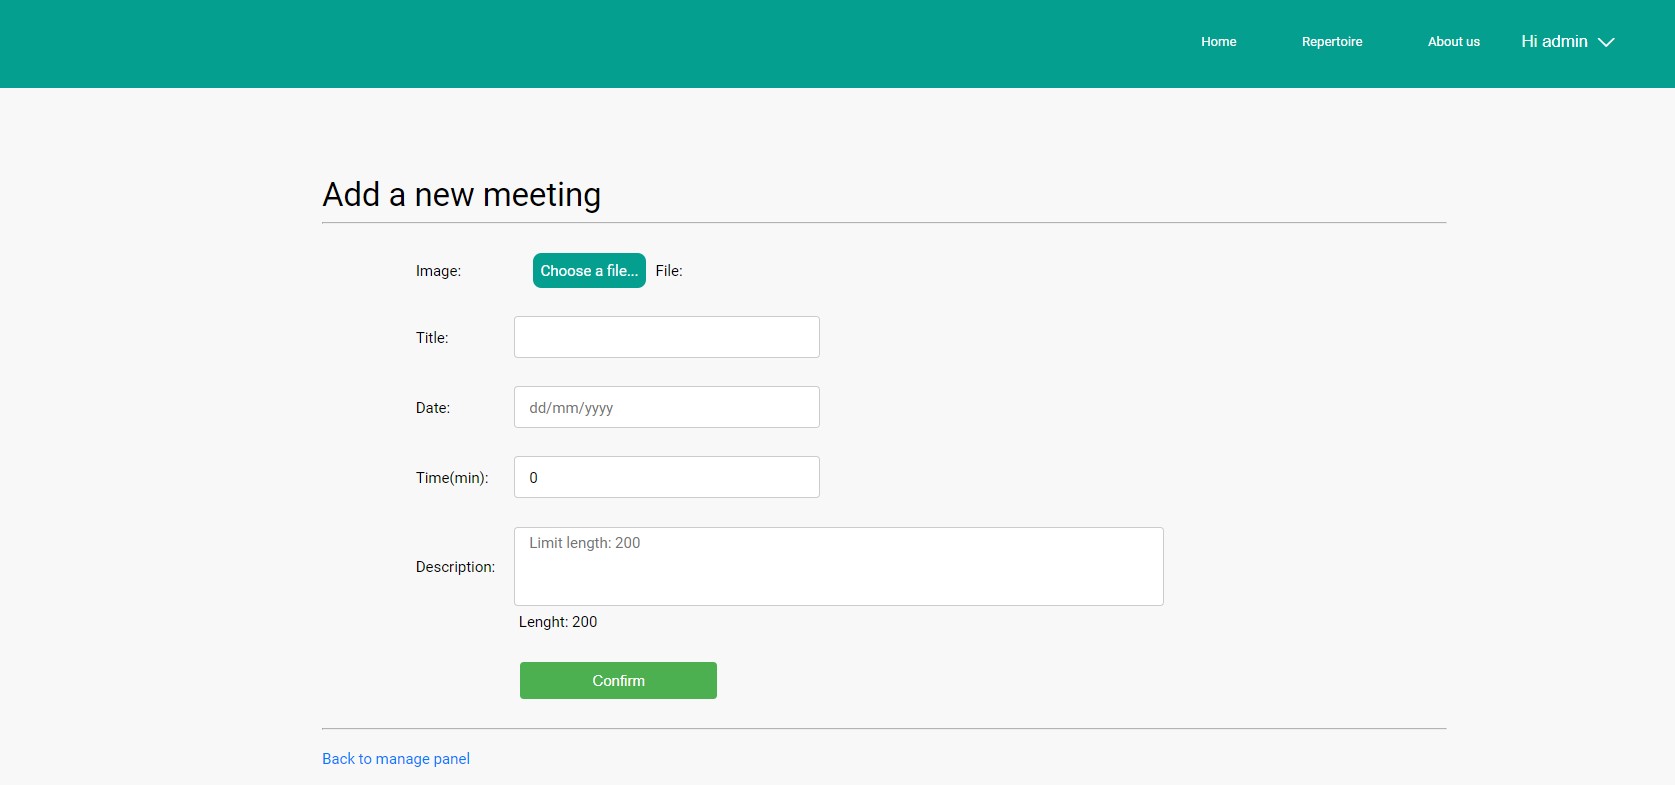 Home Repertoire About us Hi admin
Add a new meeting
Image: Choose a file... File:
Title:
Date: dd/mm/yyyy
Time(min): 0
Limit length: 200
Description:
Lenght: 200
Confirm
Back to manage panel